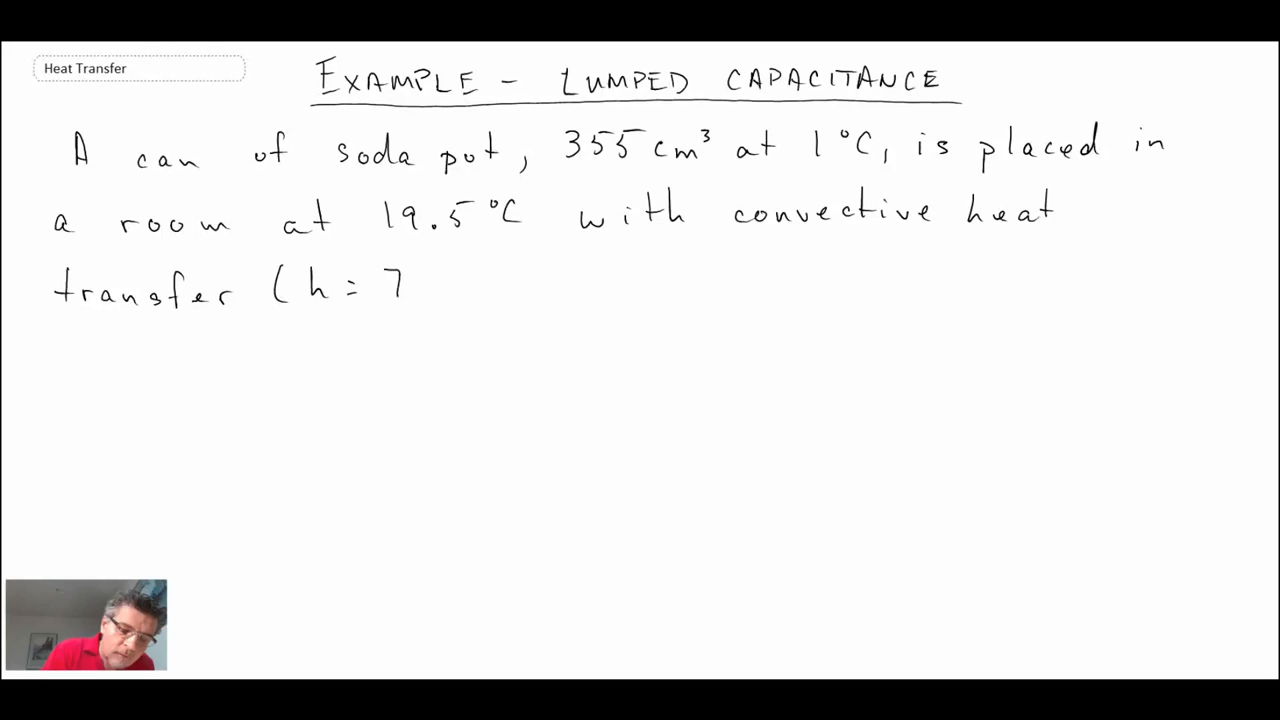 Heat Transfer
EXAMPLE - LUMPED CAPACITANCE
A can of soda pot, 355 cm³ at 1°C, is placed in
a room at 19.5°C with convective heat
transfer (h = 7